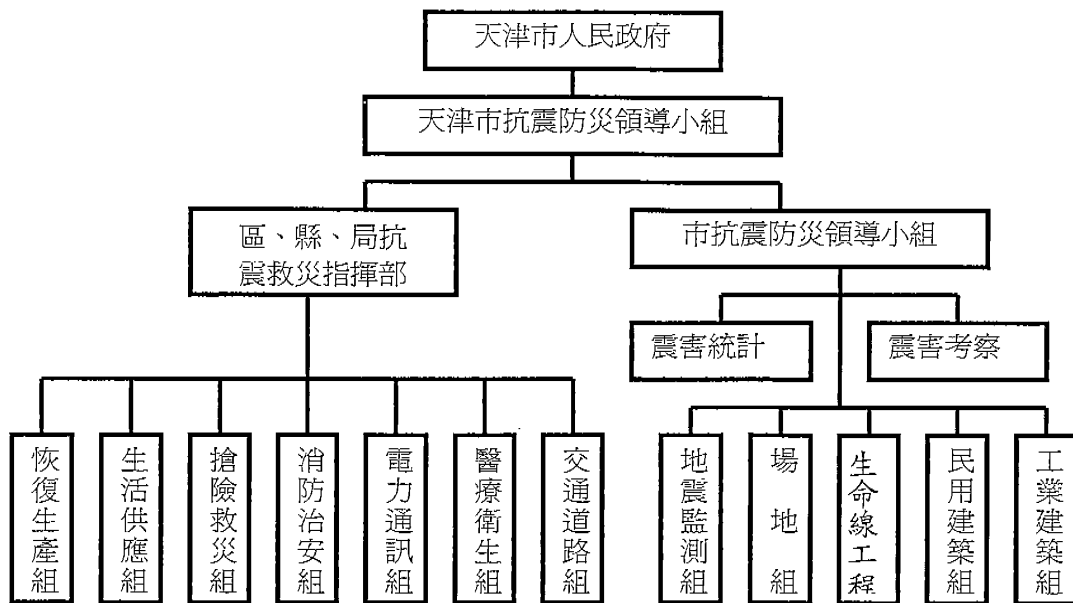 天津市人民政府
天津市抗震防災領導小組
區、縣、局抗
震救災指揮部
市抗震防災領導小組
震害統計
震害考察
恢復生產組
生活供應組
搶險救災組
消防治安組
電力通訊組
醫療衛生組
交通道路組
地震監測組
場地組
生命線工程
民用建築組
工業建築組